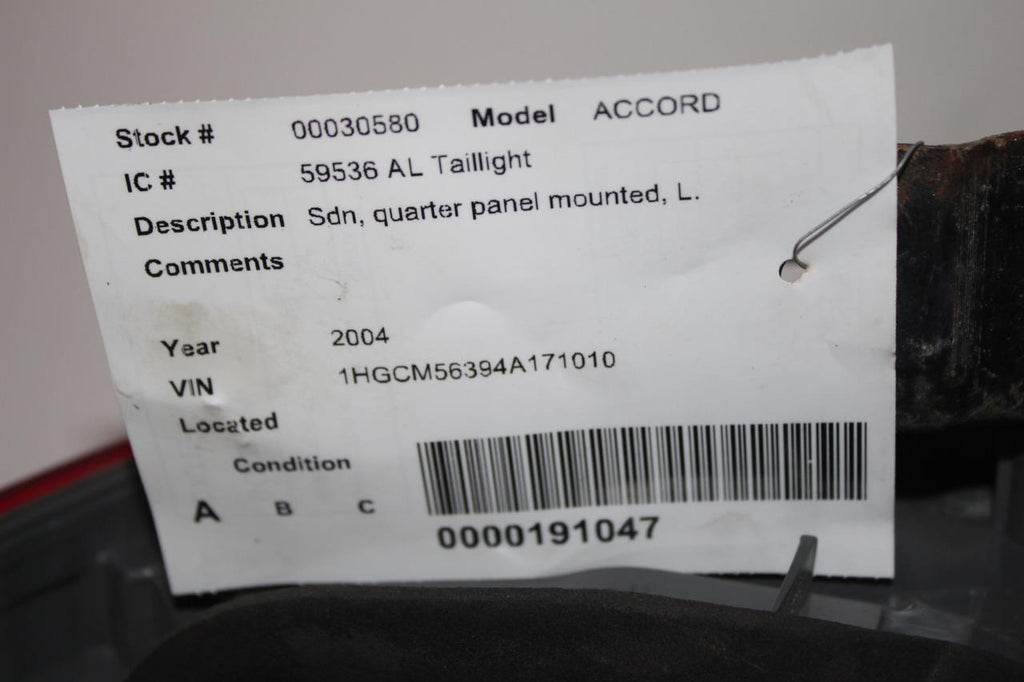 Stock # 00030580 Model ACCORD
IC # 59536 AL Taillight
Description Sdn, quarter panel mounted, L.
Comments
Year 2004
VIN 1HGCM56394A171010
Located
Condition
A B C
0000191047